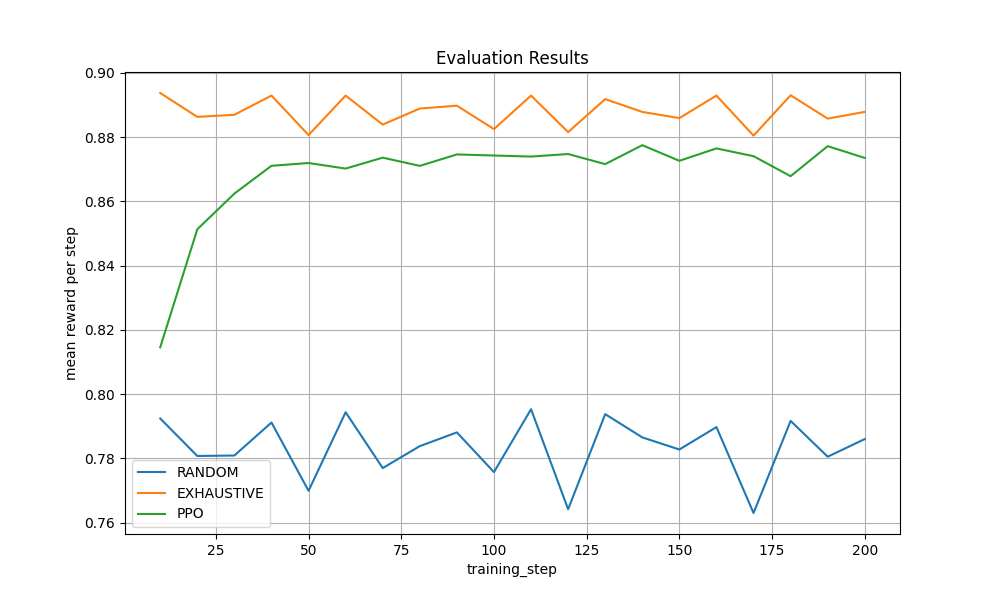 Evaluation Results
mean reward per step
0.90
0.88
0.86
0.84
0.82
0.80
0.78
0.76
RANDOM
EXHAUSTIVE
PPO
25 50 75 100 125 150 175 200
training_step